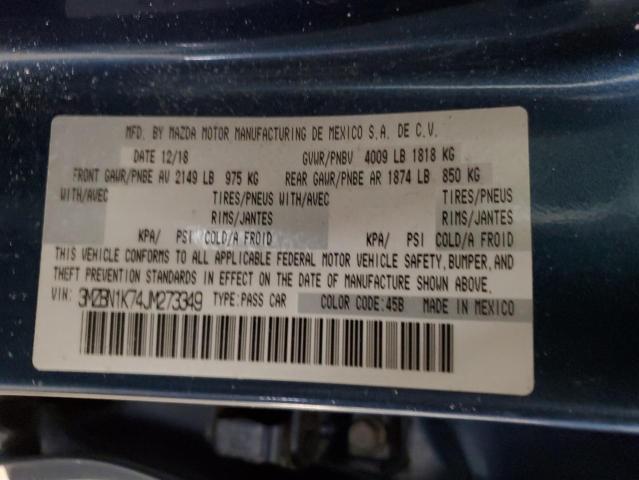 MFD. BY MAZDA MOTOR MANUFACTURING DE MEXICO S.A. DE C.V.
DATE 12/18 GVWR/PNBV 4009 LB 1818 KG
FRONT GAWR/PNBE AV 2149 LB 975 KG REAR GAWR/PNBE AR 1874 LB 850 KG
WITH/AVEC TIRES/PNEUS WITH/AVEC TIRES/PNEUS
RIMS/JANTES RIMS/JANTES
KPA/ PSI COLD/A FROID KPA/ PSI COLD/A FROID
THIS VEHICLE CONFORMS TO ALL APPLICABLE FEDERAL MOTOR VEHICLE SAFETY, BUMPER, AND
THEFT PREVENTION STANDARDS IN EFFECT ON THE DATE OF MANUFACTURE SHOWN ABOVE.
VIN: 3MZBN1K74JM273349 TYPE: PASS CAR COLOR CODE: 45B MADE IN MEXICO